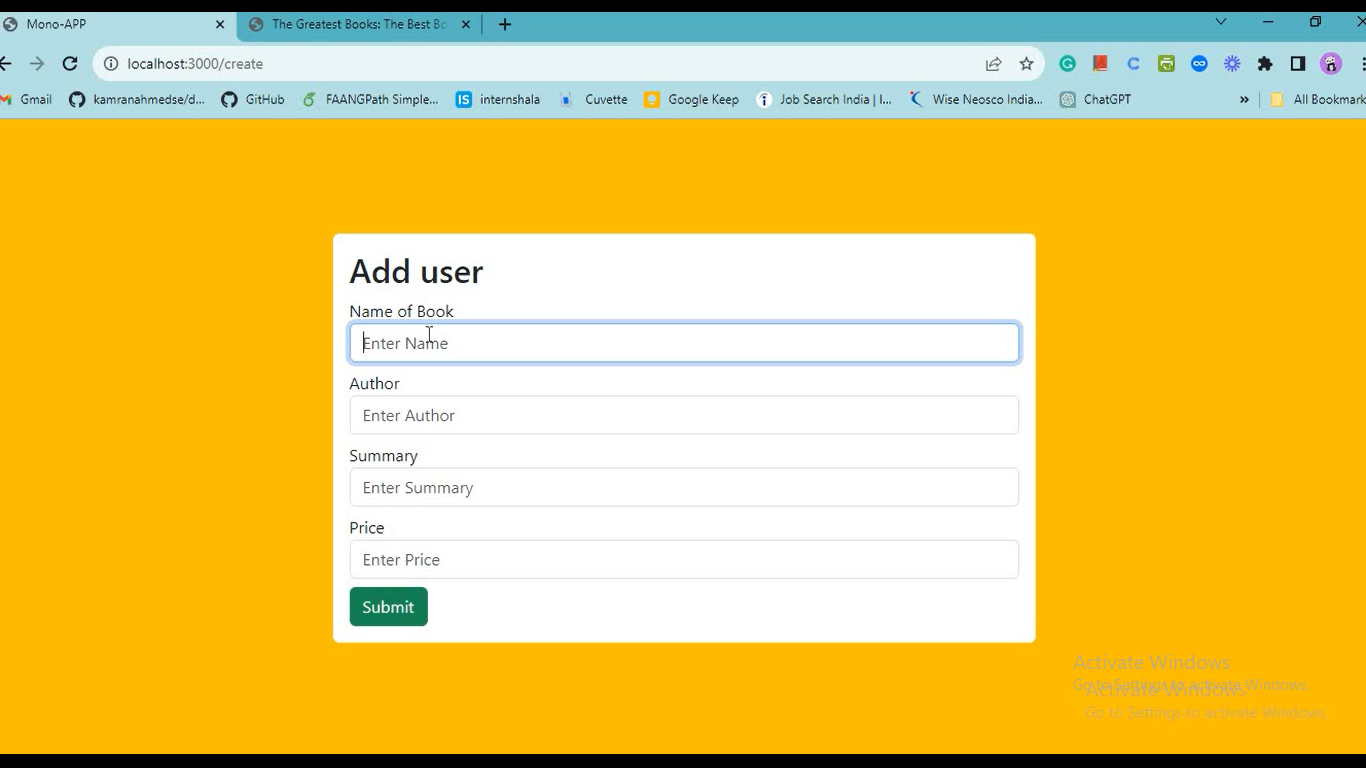 Mono-APP
The Greatest Books: The Best Bo
localhost:3000/create
Gmail kamranahmedse/d... GitHub FAANGPath Simple... IS internshala Cuvette Google Keep Job Search India | I... Wise Neosco India... ChatGPT » All Bookmark
Add user
Name of Book
Enter Name
Author
Enter Author
Summary
Enter Summary
Price
Enter Price
Submit
Activate Windows
Go to Settings to activate Windows.
Activate Windows
Go to Settings to activate Windows.